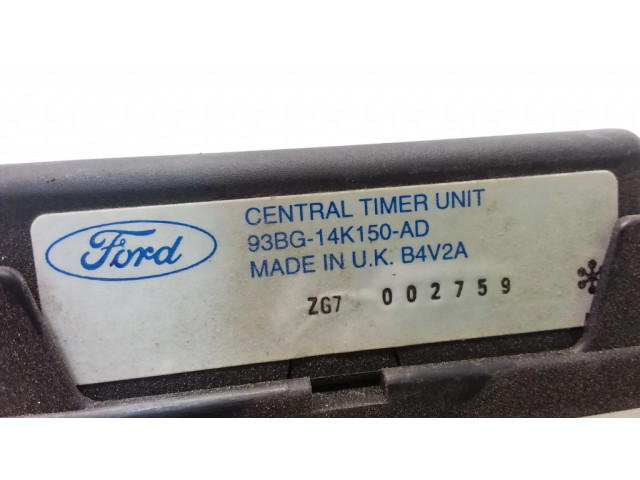 Ford
CENTRAL TIMER UNIT
93BG-14K150-AD
MADE IN U.K. B4V2A
ZG7 002759